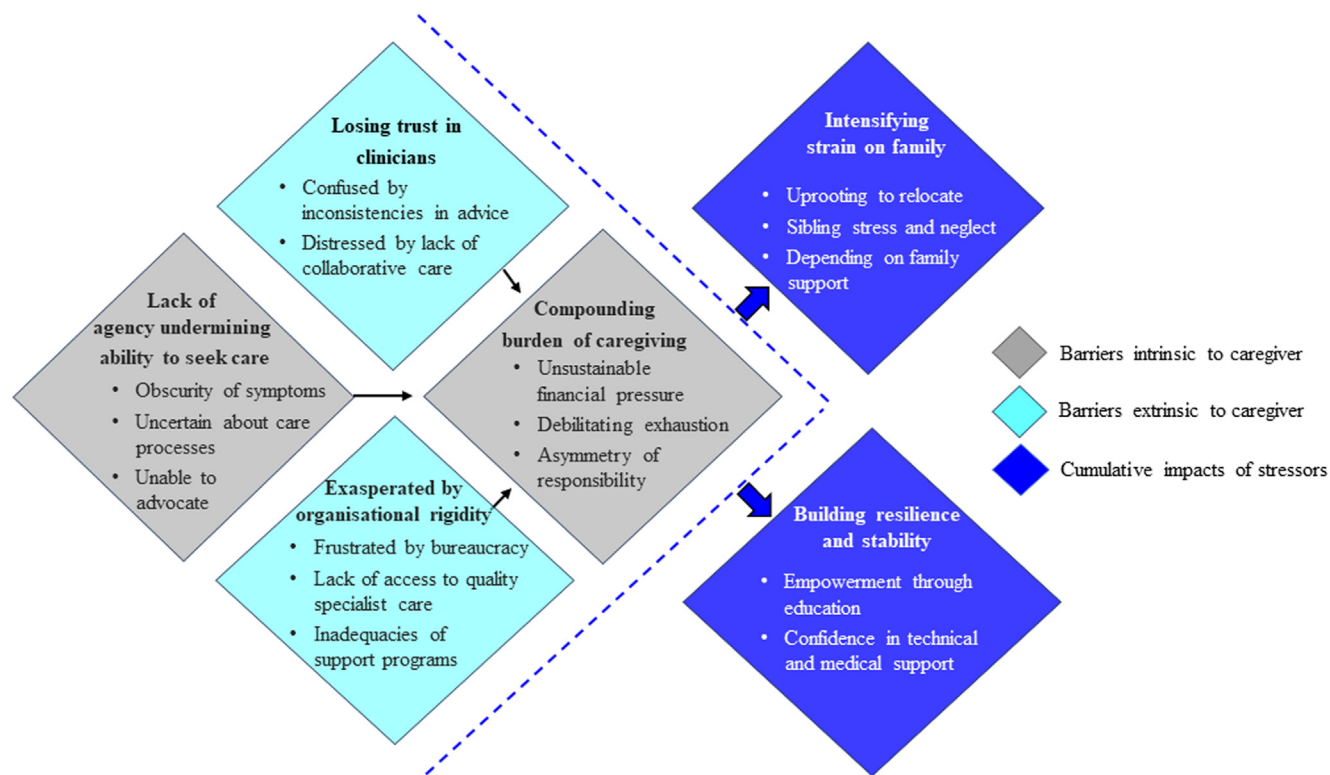 Losing trust in
clinicians
• Confused by
inconsistencies in advice
• Distressed by lack of
collaborative care
Lack of
agency undermining
ability to seek care
• Obscurity of symptoms
• Uncertain about care
processes
• Unable to
advocate
Exasperated by
organisational rigidity
• Frustrated by bureaucracy
• Lack of access to quality
specialist care
• Inadequacies of
support programs
Compounding
burden of caregiving
• Unsustainable
financial pressure
• Debilitating exhaustion
• Asymmetry of
responsibility
Intensifying
strain on family
• Uprooting to relocate
• Sibling stress and neglect
• Depending on family
support
Building resilience
and stability
• Empowerment through
education
• Confidence in technical
and medical support
Barriers intrinsic to caregiver
Barriers extrinsic to caregiver
Cumulative impacts of stressors